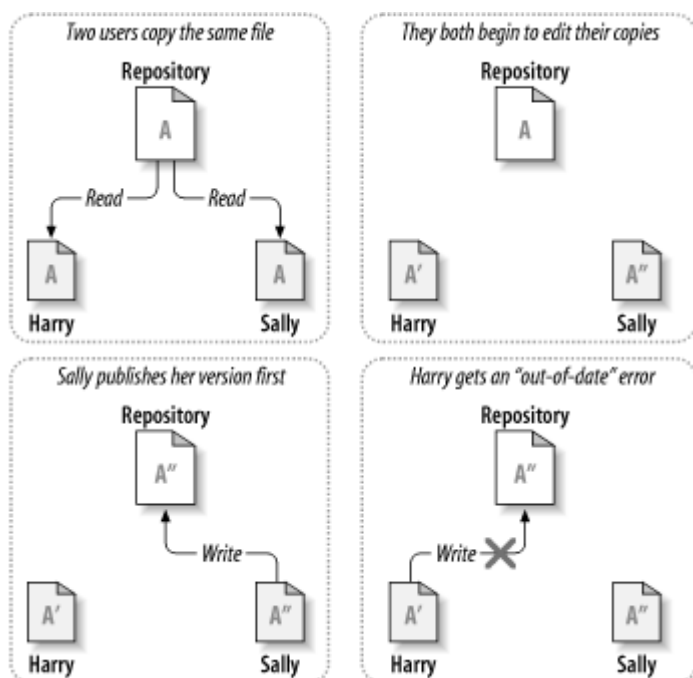 Two users copy the same file
Repository
A
Read
Read
A
A
Harry
Sally
They both begin to edit their copies
Repository
A
A'
A"
Harry
Sally
Sally publishes her version first
Repository
A"
Write
A'
A"
Harry
Sally
Harry gets an “out-of-date” error
Repository
A"
Write
A'
A"
Harry
Sally